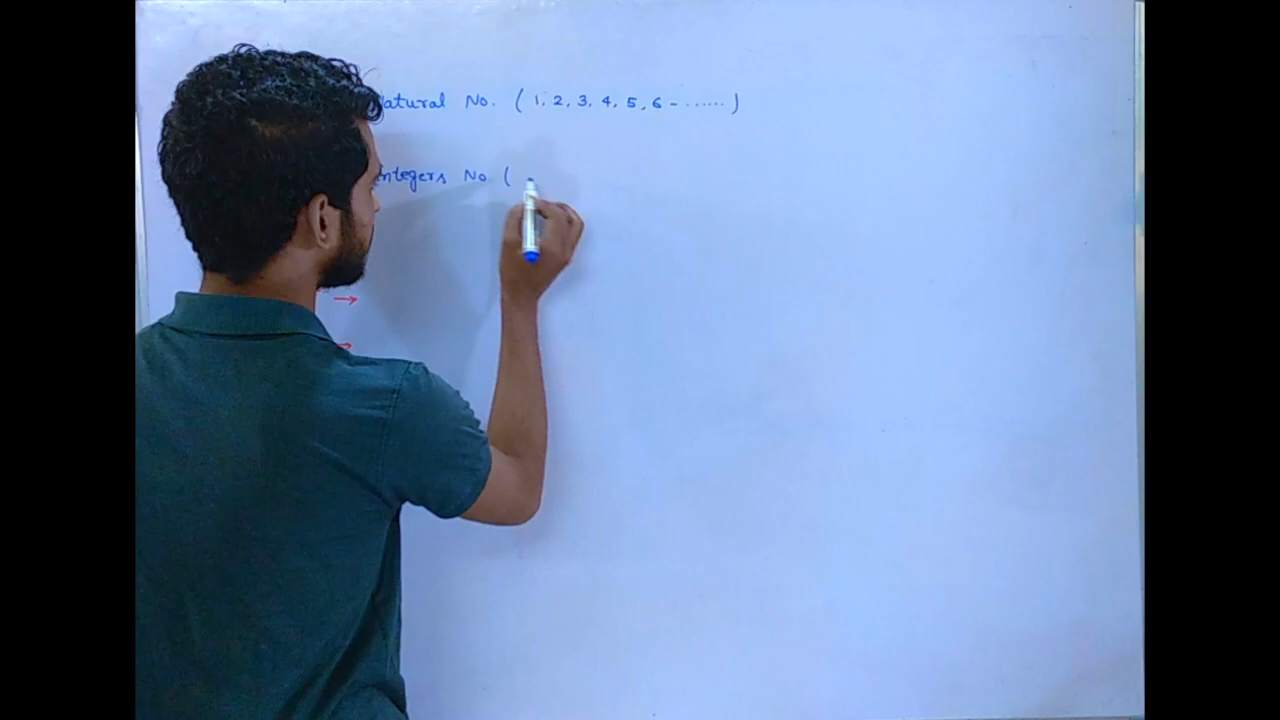 atural No. ( 1, 2, 3, 4, 5, 6 - ...... )
ntegers No (
→
→